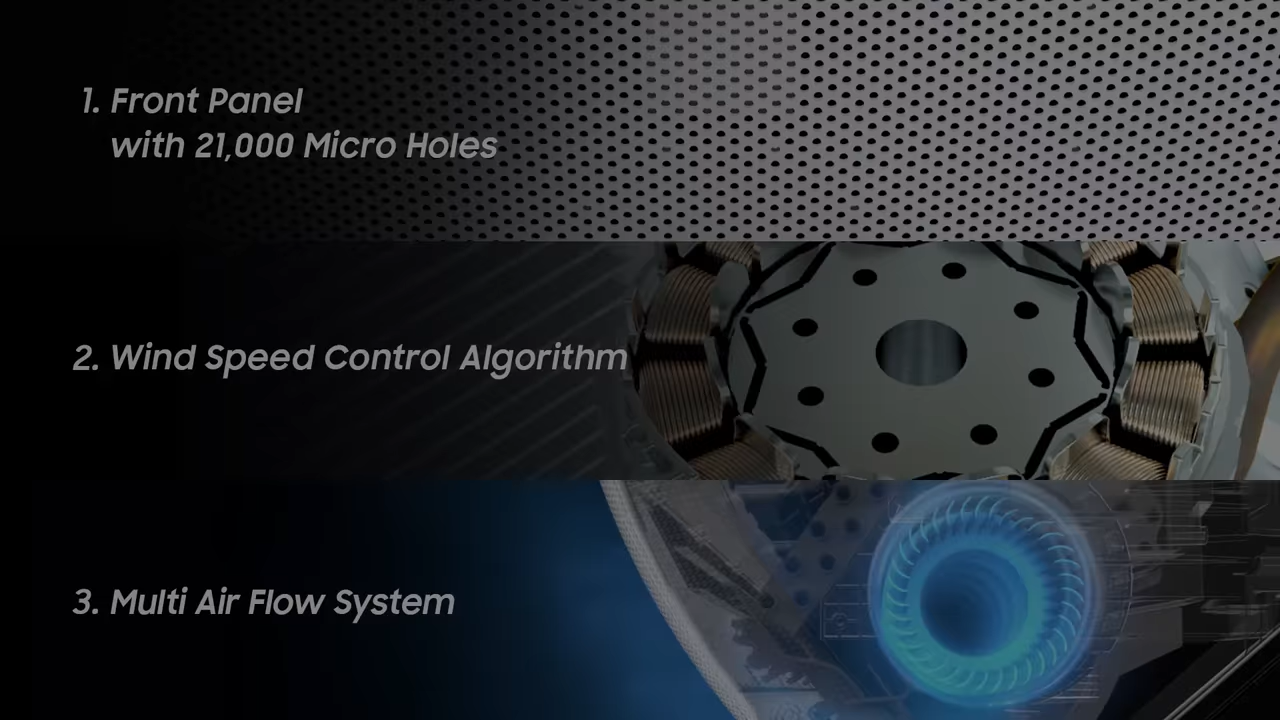 1. Front Panel
with 21,000 Micro Holes
2. Wind Speed Control Algorithm
3. Multi Air Flow System